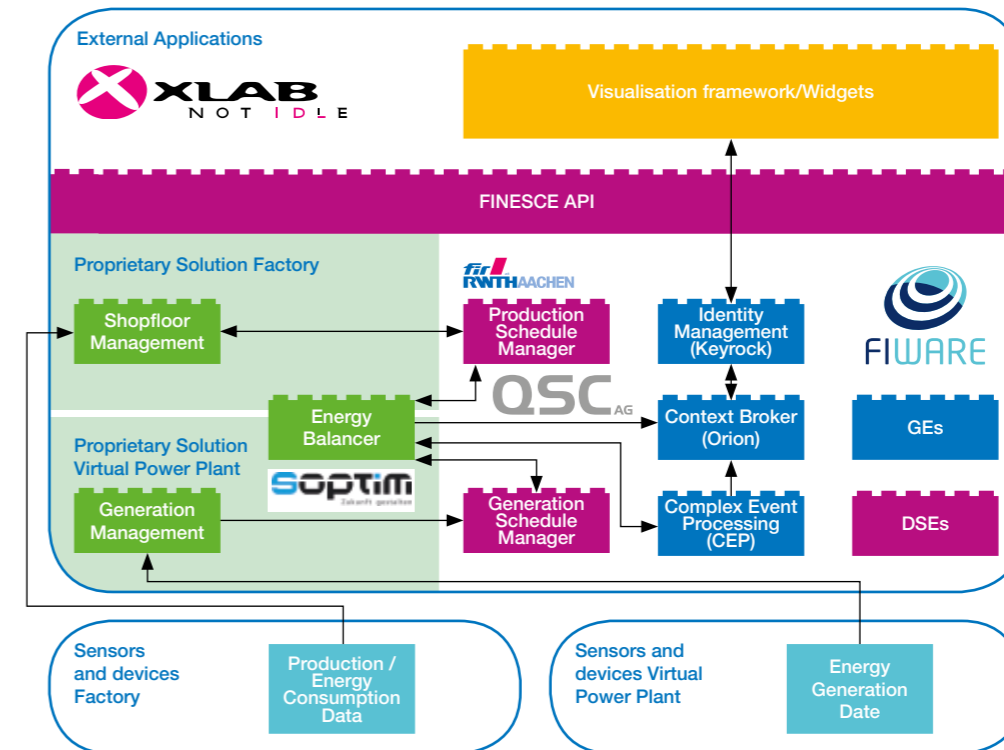 External Applications
XLAB
NOT IDLE
Visualisation framework/Widgets
FINESCE API
Proprietary Solution Factory
fir
RWTHAACHEN
Shopfloor
Management
Production
Schedule
Manager
Identity
Management
(Keyrock)
FIWARE
QSC AG
Energy
Balancer
Context Broker
(Orion)
GEs
Proprietary Solution
Virtual Power Plant
SOPTIM
Zukunft gestalten
Generation
Management
Generation
Schedule
Manager
Complex Event
Processing
(CEP)
DSEs
Sensors
and devices
Factory
Production /
Energy
Consumption
Data
Sensors and
devices Virtual
Power Plant
Energy
Generation
Date